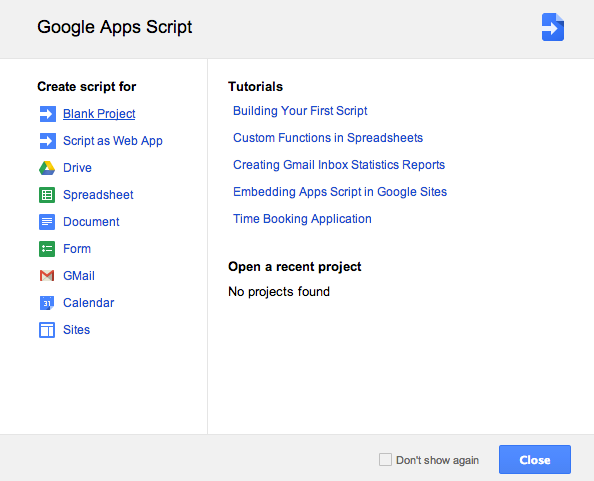 Google Apps Script
Create script for
Blank Project
Script as Web App
Drive
Spreadsheet
Document
Form
GMail
31
Calendar
Sites
Tutorials
Building Your First Script
Custom Functions in Spreadsheets
Creating Gmail Inbox Statistics Reports
Embedding Apps Script in Google Sites
Time Booking Application
Open a recent project
No projects found
Don't show again
Close